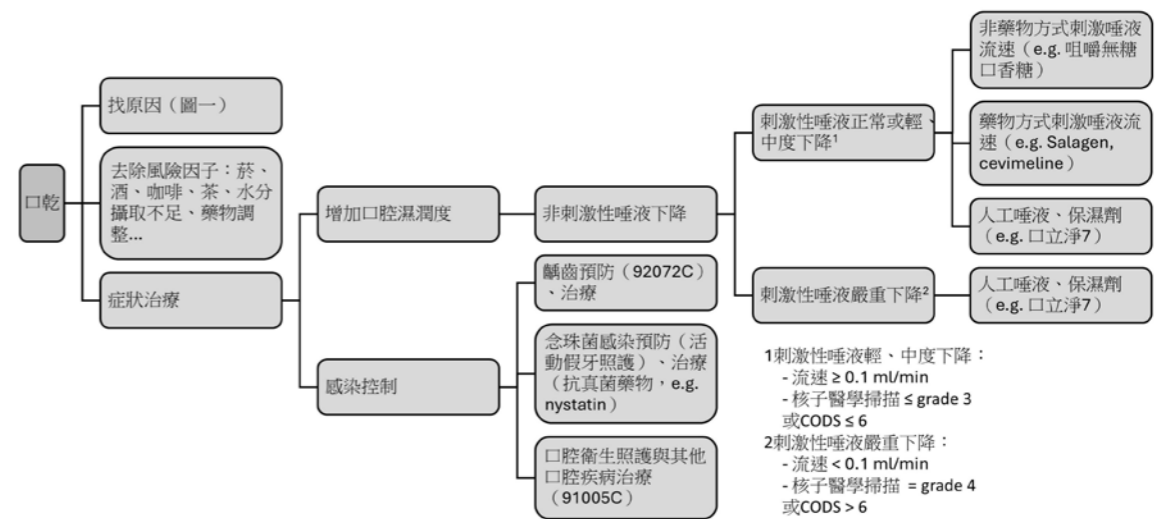 口乾
找原因（圖一）
去除風險因子：菸、
酒、咖啡、茶、水分
攝取不足、藥物調
整...
症狀治療
增加口腔濕潤度
感染控制
非刺激性唾液下降
齲齒預防（92072C）
、治療
念珠菌感染預防（活
動假牙照護）、治療
（抗真菌藥物，e.g.
nystatin）
口腔衛生照護與其他
口腔疾病治療
（91005C）
刺激性唾液正常或輕、
中度下降1
刺激性唾液嚴重下降2
非藥物方式刺激唾液
流速（e.g. 咀嚼無糖
口香糖）
藥物方式刺激唾液流
速（e.g. Salagen,
cevimeline）
人工唾液、保濕劑
（e.g. 口立淨7）
人工唾液、保濕劑
（e.g. 口立淨7）
1刺激性唾液輕、中度下降：
- 流速 ≥ 0.1 ml/min
- 核子醫學掃描 ≤ grade 3
或CODS ≤ 6
2刺激性唾液嚴重下降：
- 流速 < 0.1 ml/min
- 核子醫學掃描 = grade 4
或CODS > 6